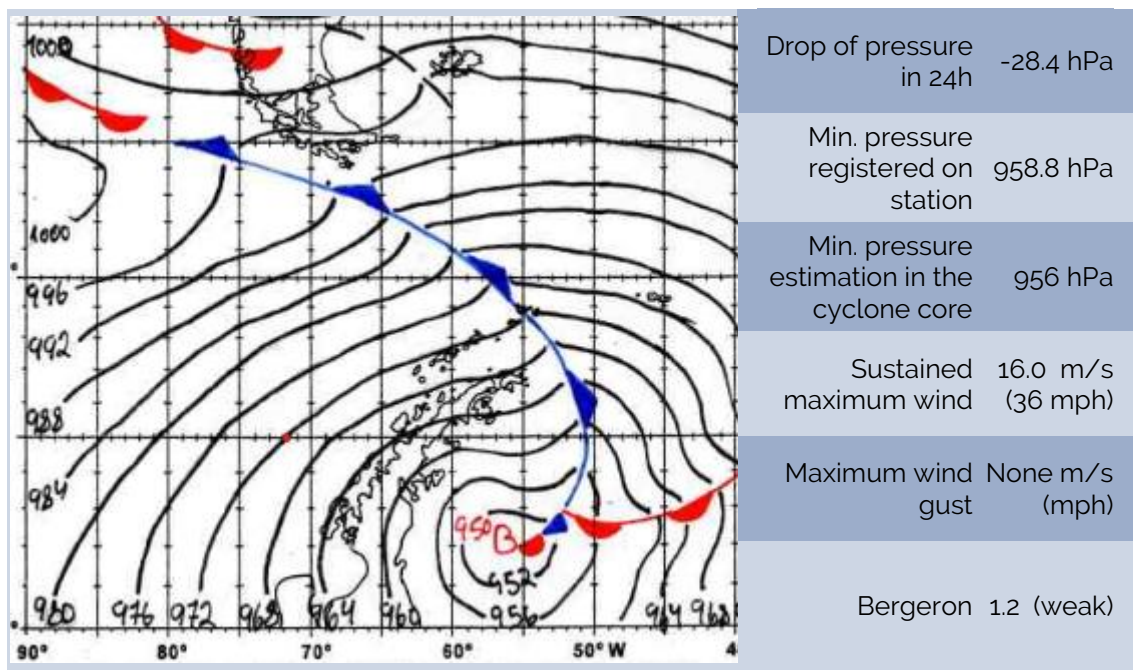 1000
1000
996
992
988
984
950 B
952
980 976 972 968 964 960 956 964 968
90° 80° 70° 60° 50° W
Drop of pressure
in 24h
-28.4 hPa
Min. pressure
registered on
station
958.8 hPa
Min. pressure
estimation in the
cyclone core
956 hPa
Sustained
maximum wind
16.0 m/s
(36 mph)
Maximum wind
gust
None m/s
(mph)
Bergeron 1.2 (weak)